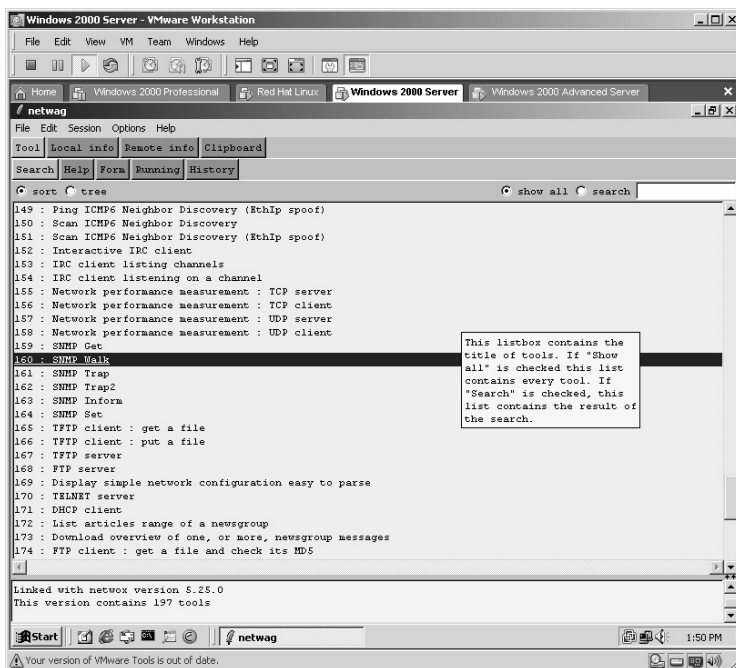 Windows 2000 Server - VMware Workstation
File Edit View VM Team Windows Help
Home Windows 2000 Professional Red Hat Linux Windows 2000 Server Windows 2000 Advanced Server
netwag
File Edit Session Options Help
Tool Local info Remote info Clipboard
Search Help Form Running History
sort tree show all search
149 : Ping ICMP6 Neighbor Discovery (EthIp spoof)
150 : Scan ICMP6 Neighbor Discovery
151 : Scan ICMP6 Neighbor Discovery (EthIp spoof)
152 : Interactive IRC client
153 : IRC client listing channels
154 : IRC client listening on a channel
155 : Network performance measurement : TCP server
156 : Network performance measurement : TCP client
157 : Network performance measurement : UDP server
158 : Network performance measurement : UDP client
159 : SNMP Get
160 : SNMP Walk
161 : SNMP Trap
162 : SNMP Trap2
163 : SNMP Inform
164 : SNMP Set
165 : TFTP client : get a file
166 : TFTP client : put a file
167 : TFTP server
168 : FTP server
169 : Display simple network configuration easy to parse
170 : TELNET server
171 : DHCP client
172 : List articles range of a newsgroup
173 : Download overview of one, or more, newsgroup messages
174 : FTP client : get a file and check its MD5
This listbox contains the
title of tools. If "Show
all" is checked this list
contains every tool. If
"Search" is checked, this
list contains the result of
the search.
Linked with netwox version 5.25.0
This version contains 197 tools
Start netwag 1:50 PM
Your version of VMware Tools is out of date.